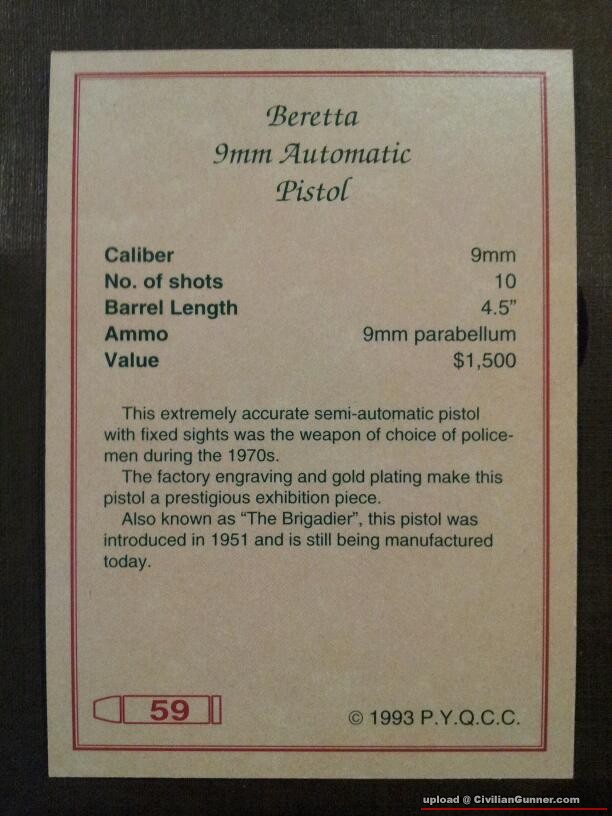 Beretta
9mm Automatic
Pistol
Caliber 9mm
No. of shots 10
Barrel Length 4.5”
Ammo 9mm parabellum
Value $1,500
This extremely accurate semi-automatic pistol
with fixed sights was the weapon of choice of police-
men during the 1970s.
The factory engraving and gold plating make this
pistol a prestigious exhibition piece.
Also known as “The Brigadier”, this pistol was
introduced in 1951 and is still being manufactured
today.
59
© 1993 P.Y.Q.C.C.
upload @ CivilianGunner.com